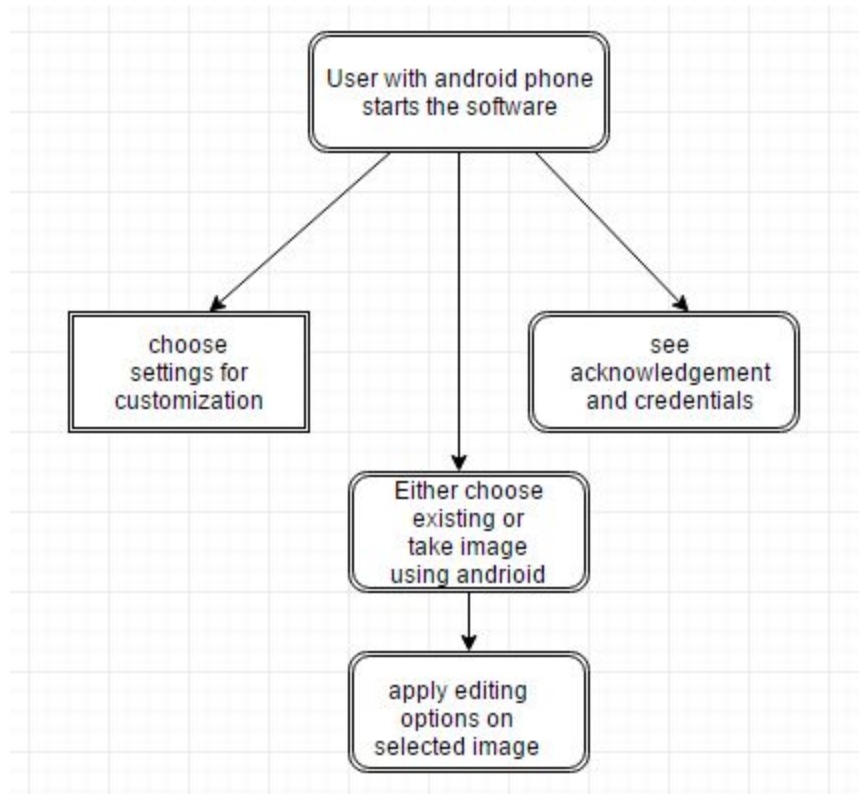 User with android phone
starts the software
choose
settings for
customization
see
acknowledgement
and credentials
Either choose
existing or
take image
using andrioid
apply editing
options on
selected image